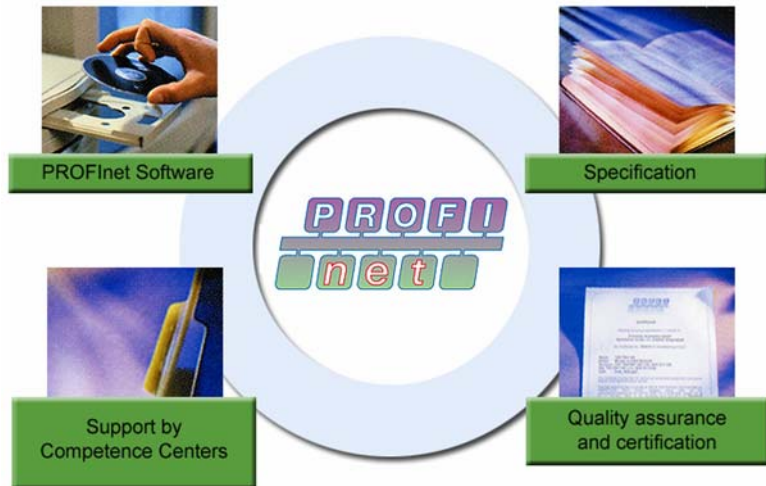 PROFInet Software
Specification
PROFI
net
Support by
Competence Centers
Quality assurance
and certification